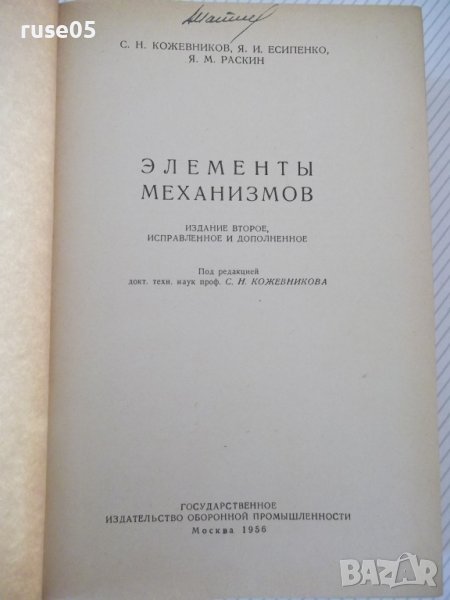 ruse05
С. Н. КОЖЕВНИКОВ, Я. И. ЕСИПЕНКО,
Я. М. РАСКИН
ЭЛЕМЕНТЫ
МЕХАНИЗМОВ
ИЗДАНИЕ ВТОРОЕ,
ИСПРАВЛЕННОЕ И ДОПОЛНЕННОЕ
Под редакцией
докт. техн. наук проф. С. Н. КОЖЕВНИКОВА
ГОСУДАРСТВЕННОЕ
ИЗДАТЕЛЬСТВО ОБОРОННОЙ ПРОМЫШЛЕННОСТИ
Москва 1956
BAZAR